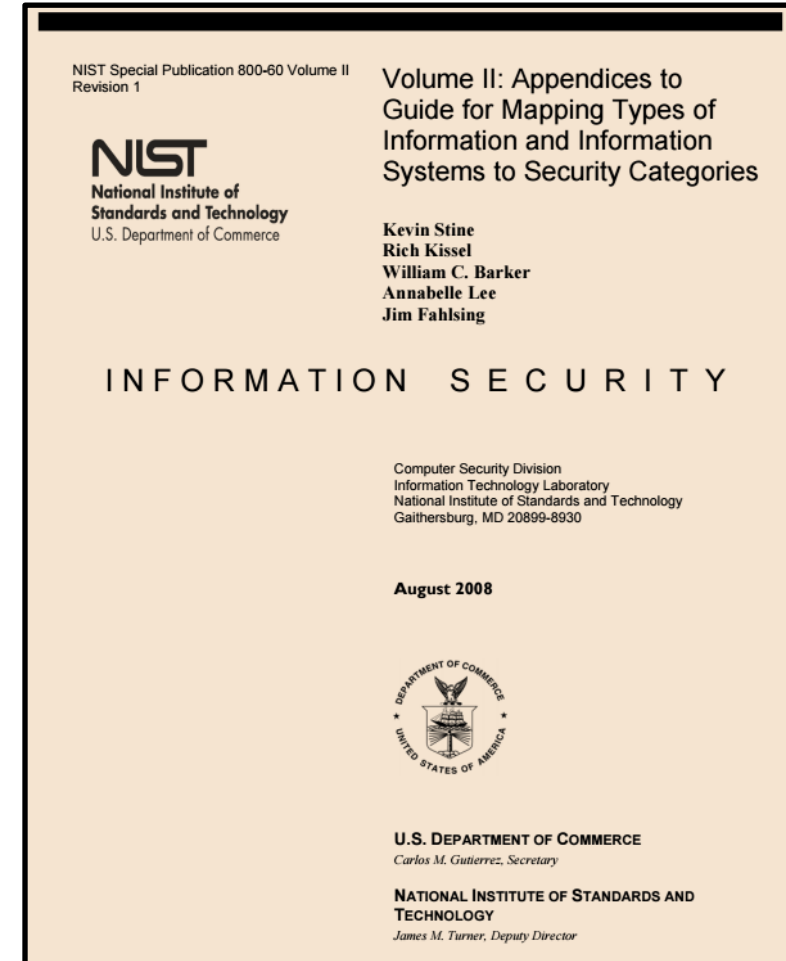 NIST Special Publication 800-60 Volume II
Revision 1
NIST
National Institute of
Standards and Technology
U.S. Department of Commerce
Volume II: Appendices to
Guide for Mapping Types of
Information and Information
Systems to Security Categories
Kevin Stine
Rich Kissel
William C. Barker
Annabelle Lee
Jim Fahlsing
INFORMATION SECURITY
Computer Security Division
Information Technology Laboratory
National Institute of Standards and Technology
Gaithersburg, MD 20899-8930
August 2008
DEPARTMENT OF COMMERCE
UNITED STATES OF AMERICA
U.S. DEPARTMENT OF COMMERCE
Carlos M. Gutierrez, Secretary
NATIONAL INSTITUTE OF STANDARDS AND
TECHNOLOGY
James M. Turner, Deputy Director